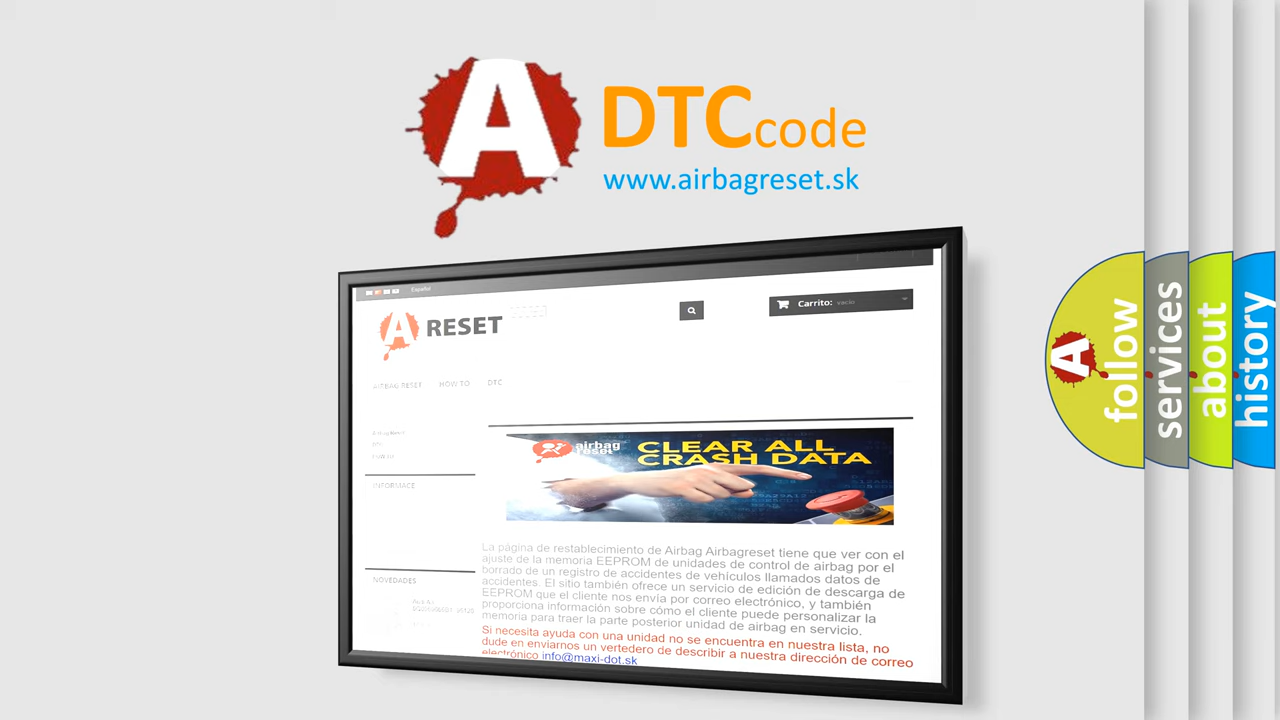 A
DTC code
www.airbagreset.sk
Español
A RESET
Carrito: vacío
AIRBAG RESET HOW TO DTC
INFORMACE
airbag
reset
CLEAR ALL
CRASH DATA
La página de restablecimiento de Airbag Airbagreset tiene que ver con el
ajuste de la memoria EEPROM de unidades de control de airbag por el
borrado de un registro de accidentes de vehículos llamados datos de
accidentes. El sitio también ofrece un servicio de edición de descarga de
EEPROM que el cliente nos envía por correo electrónico, y también
proporciona información sobre cómo el cliente puede personalizar la
memoria para traer la parte posterior unidad de airbag en servicio.
Si necesita ayuda con una unidad no se encuentra en nuestra lista, no
dude en enviarnos un vertedero de describir a nuestra dirección de correo
electrónico info@maxi-dot.sk
NOVEDADES
A
follow
services
about
history